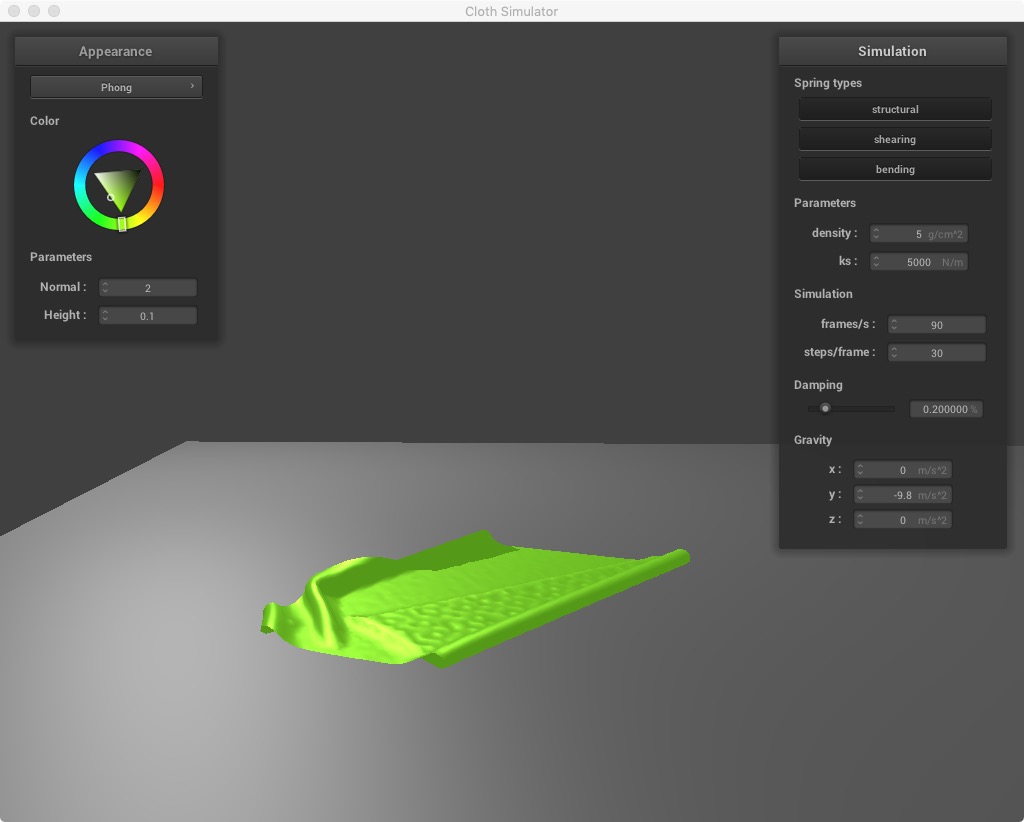 Cloth Simulator
Appearance
Phong
Color
Parameters
Normal : 2
Height : 0.1
Simulation
Spring types
structural
shearing
bending
Parameters
density : 5 g/cm^2
ks : 5000 N/m
Simulation
frames/s : 90
steps/frame : 30
Damping
0.200000 %
Gravity
x : 0 m/s^2
y : -9.8 m/s^2
z : 0 m/s^2